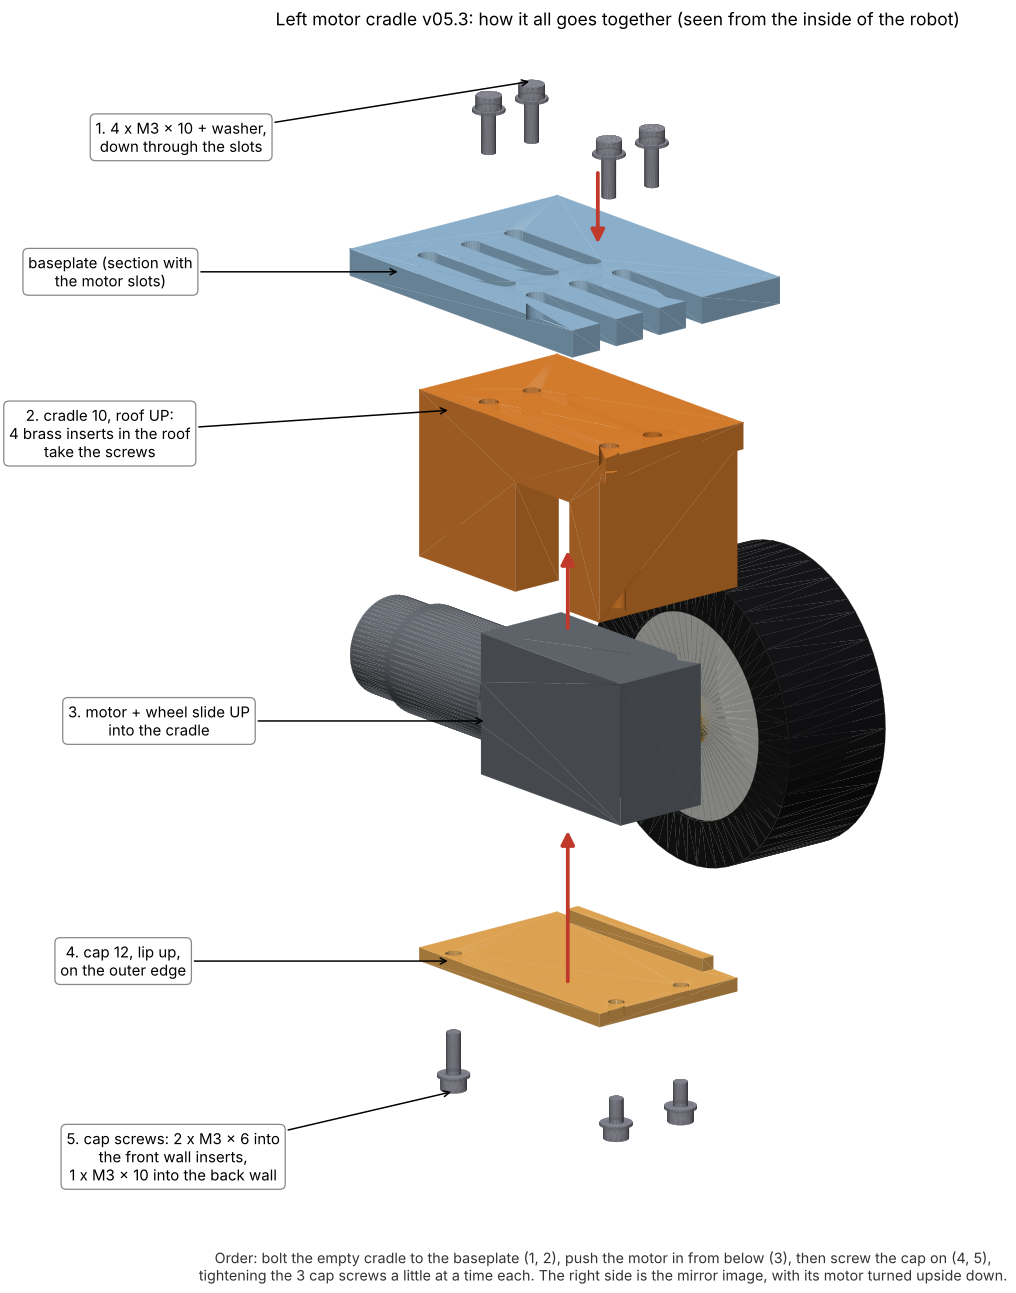 Left motor cradle v05.3: how it all goes together (seen from the inside of the robot)
1. 4 x M3 × 10 + washer,
down through the slots
baseplate (section with
the motor slots)
2. cradle 10, roof UP:
4 brass inserts in the roof
take the screws
3. motor + wheel slide UP
into the cradle
4. cap 12, lip up,
on the outer edge
5. cap screws: 2 x M3 × 6 into
the front wall inserts,
1 x M3 × 10 into the back wall
Order: bolt the empty cradle to the baseplate (1, 2), push the motor in from below (3), then screw the cap on (4, 5),
tightening the 3 cap screws a little at a time each. The right side is the mirror image, with its motor turned upside down.